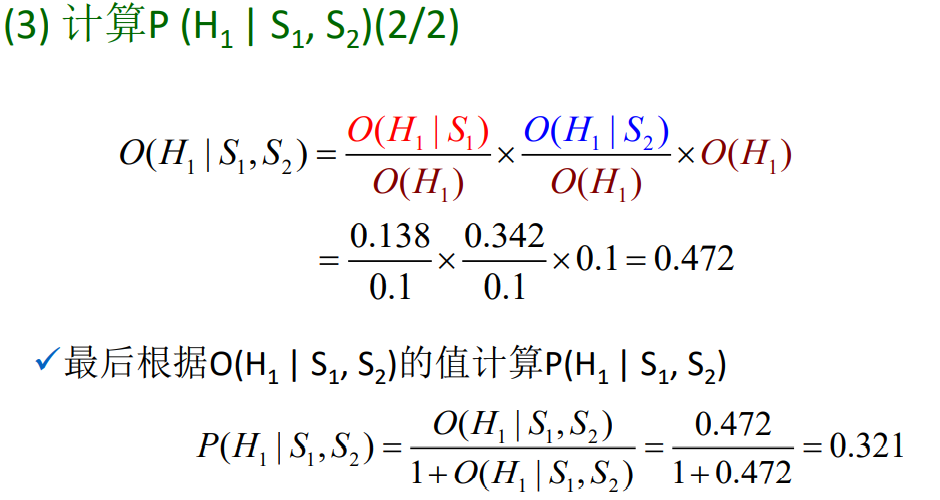 (3) 计算P (H₁ | S₁, S₂)(2/2)
O(H₁ | S₁, S₂) = O(H₁ | S₁) / O(H₁) × O(H₁ | S₂) / O(H₁) × O(H₁)
= 0.138 / 0.1 × 0.342 / 0.1 × 0.1 = 0.472
✓最后根据O(H₁ | S₁, S₂)的值计算P(H₁ | S₁, S₂)
P(H₁ | S₁, S₂) = O(H₁ | S₁, S₂) / 1 + O(H₁ | S₁, S₂) = 0.472 / 1 + 0.472 = 0.321